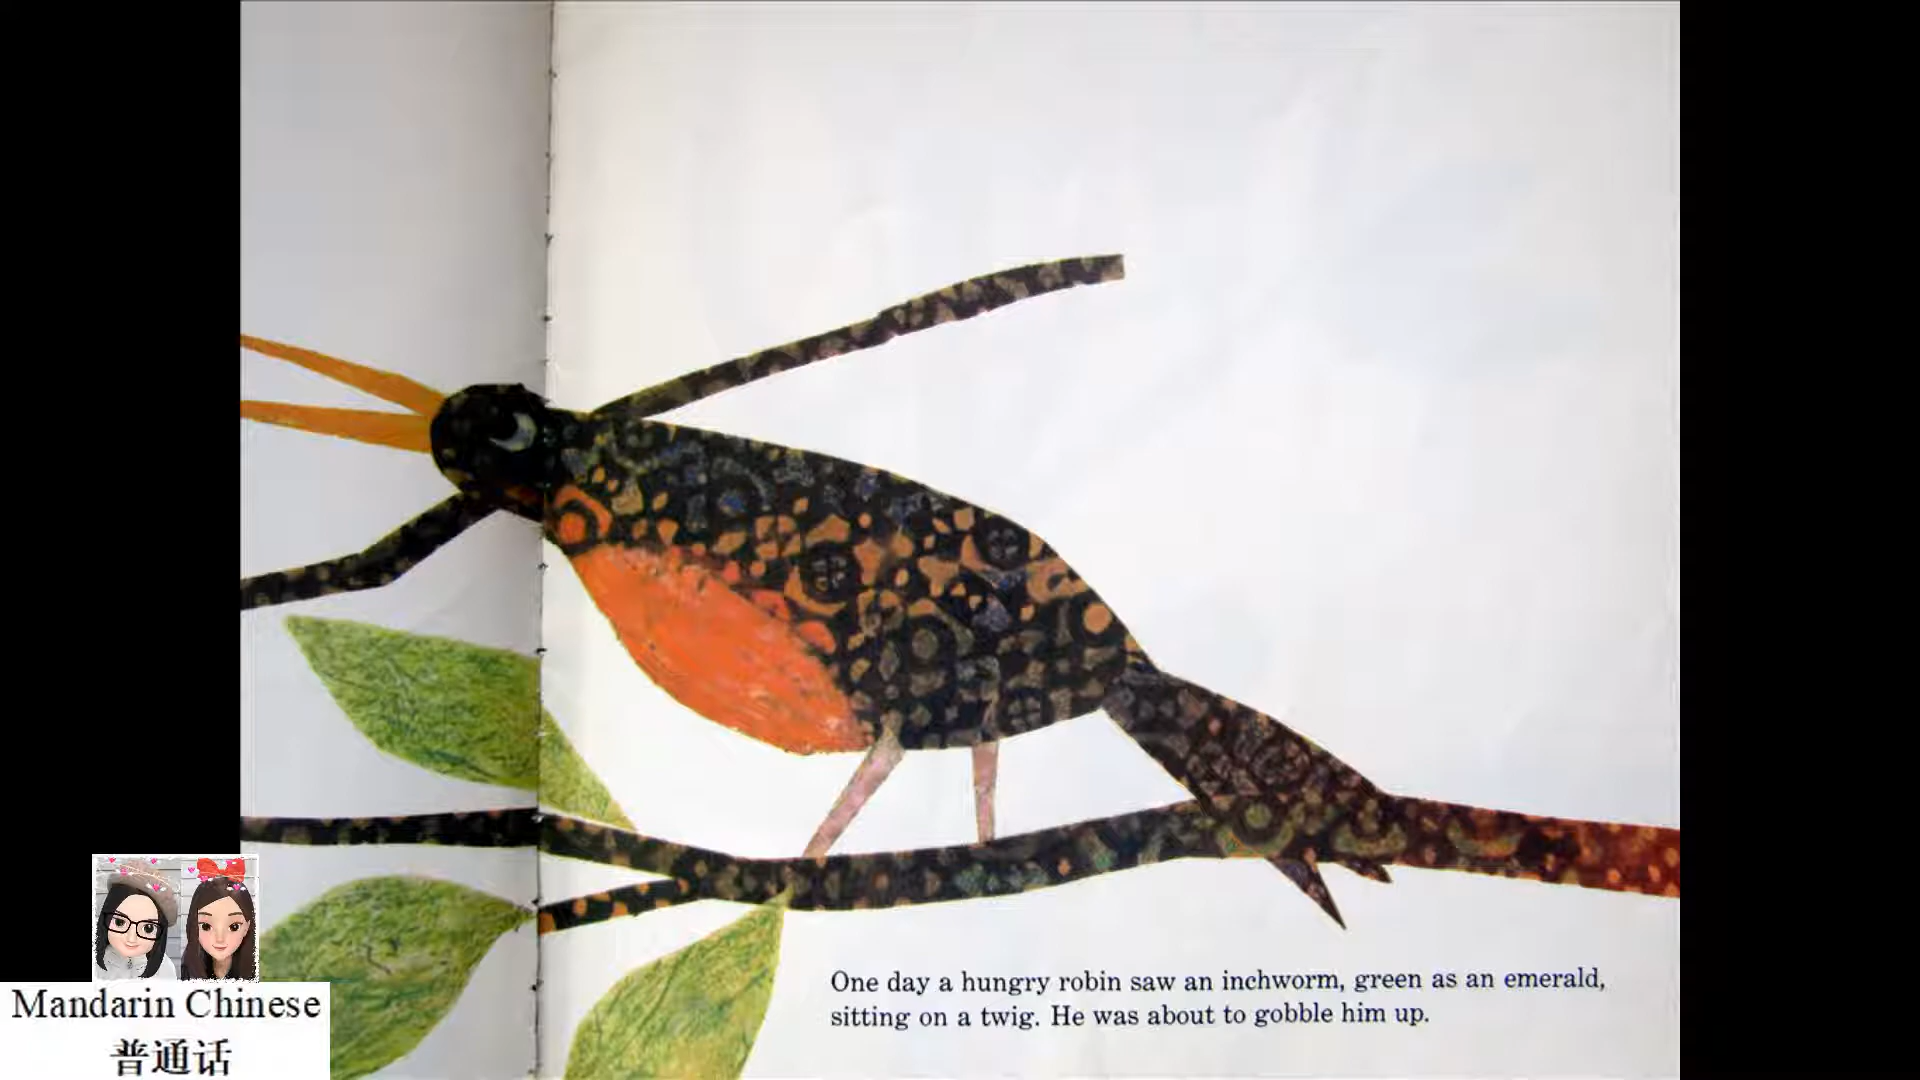 One day a hungry robin saw an inchworm, green as an emerald,
sitting on a twig. He was about to gobble him up.
Mandarin Chinese
普通话